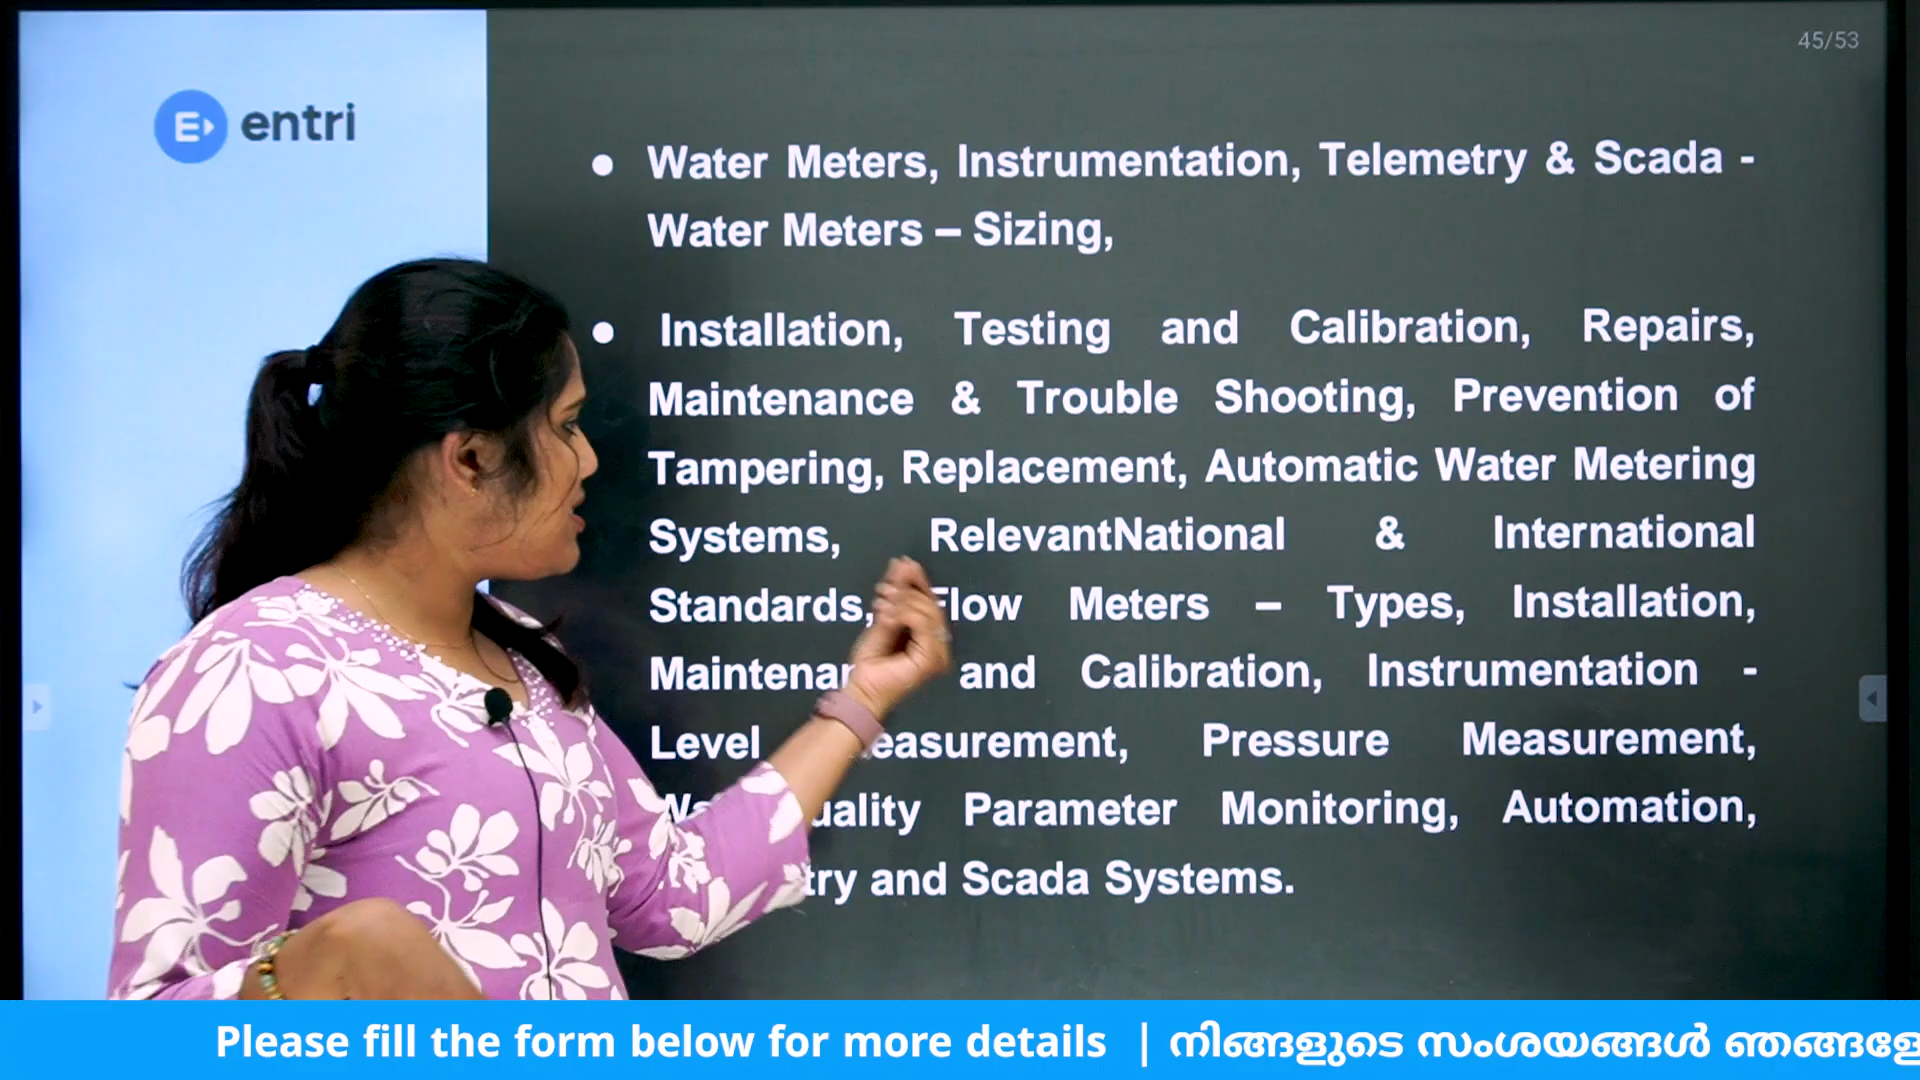 45/53
entri
● Water Meters, Instrumentation, Telemetry & Scada -
Water Meters – Sizing,
● Installation, Testing and Calibration, Repairs,
Maintenance & Trouble Shooting, Prevention of
Tampering, Replacement, Automatic Water Metering
Systems, RelevantNational & International
Standards, Flow Meters – Types, Installation,
and Calibration, Instrumentation -
Level Measurement, Pressure Measurement,
Parameter Monitoring, Automation,
and Scada Systems.
Please fill the form below for more details | നിങ്ങളുടെ സംശയങ്ങൾ